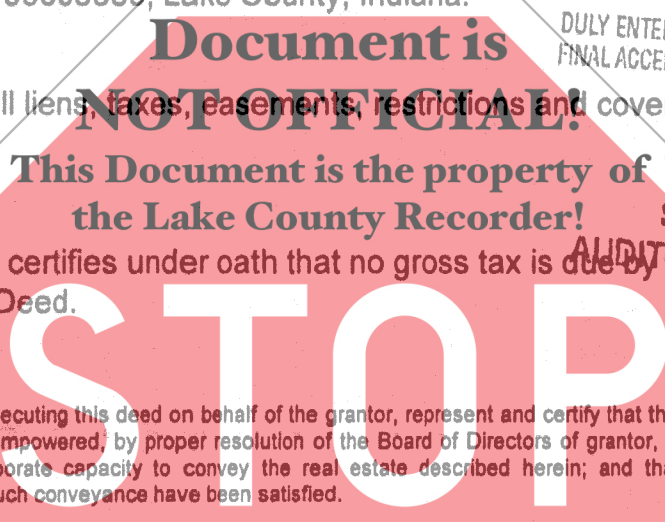 Lake County, Indiana.
DULY ENTE
FINAL ACCE
Document is
ll liens, taxes, easements, restrictions and cove
NOT OFFICIAL!
This Document is the property of
the Lake County Recorder!
certifies under oath that no gross tax is due by
AUDIT
Deed.
STOP
ecuting this deed on behalf of the grantor, represent and certify that th
mpowered, by proper resolution of the Board of Directors of grantor,
orate capacity to convey the real estate described herein; and tha
uch conveyance have been satisfied.